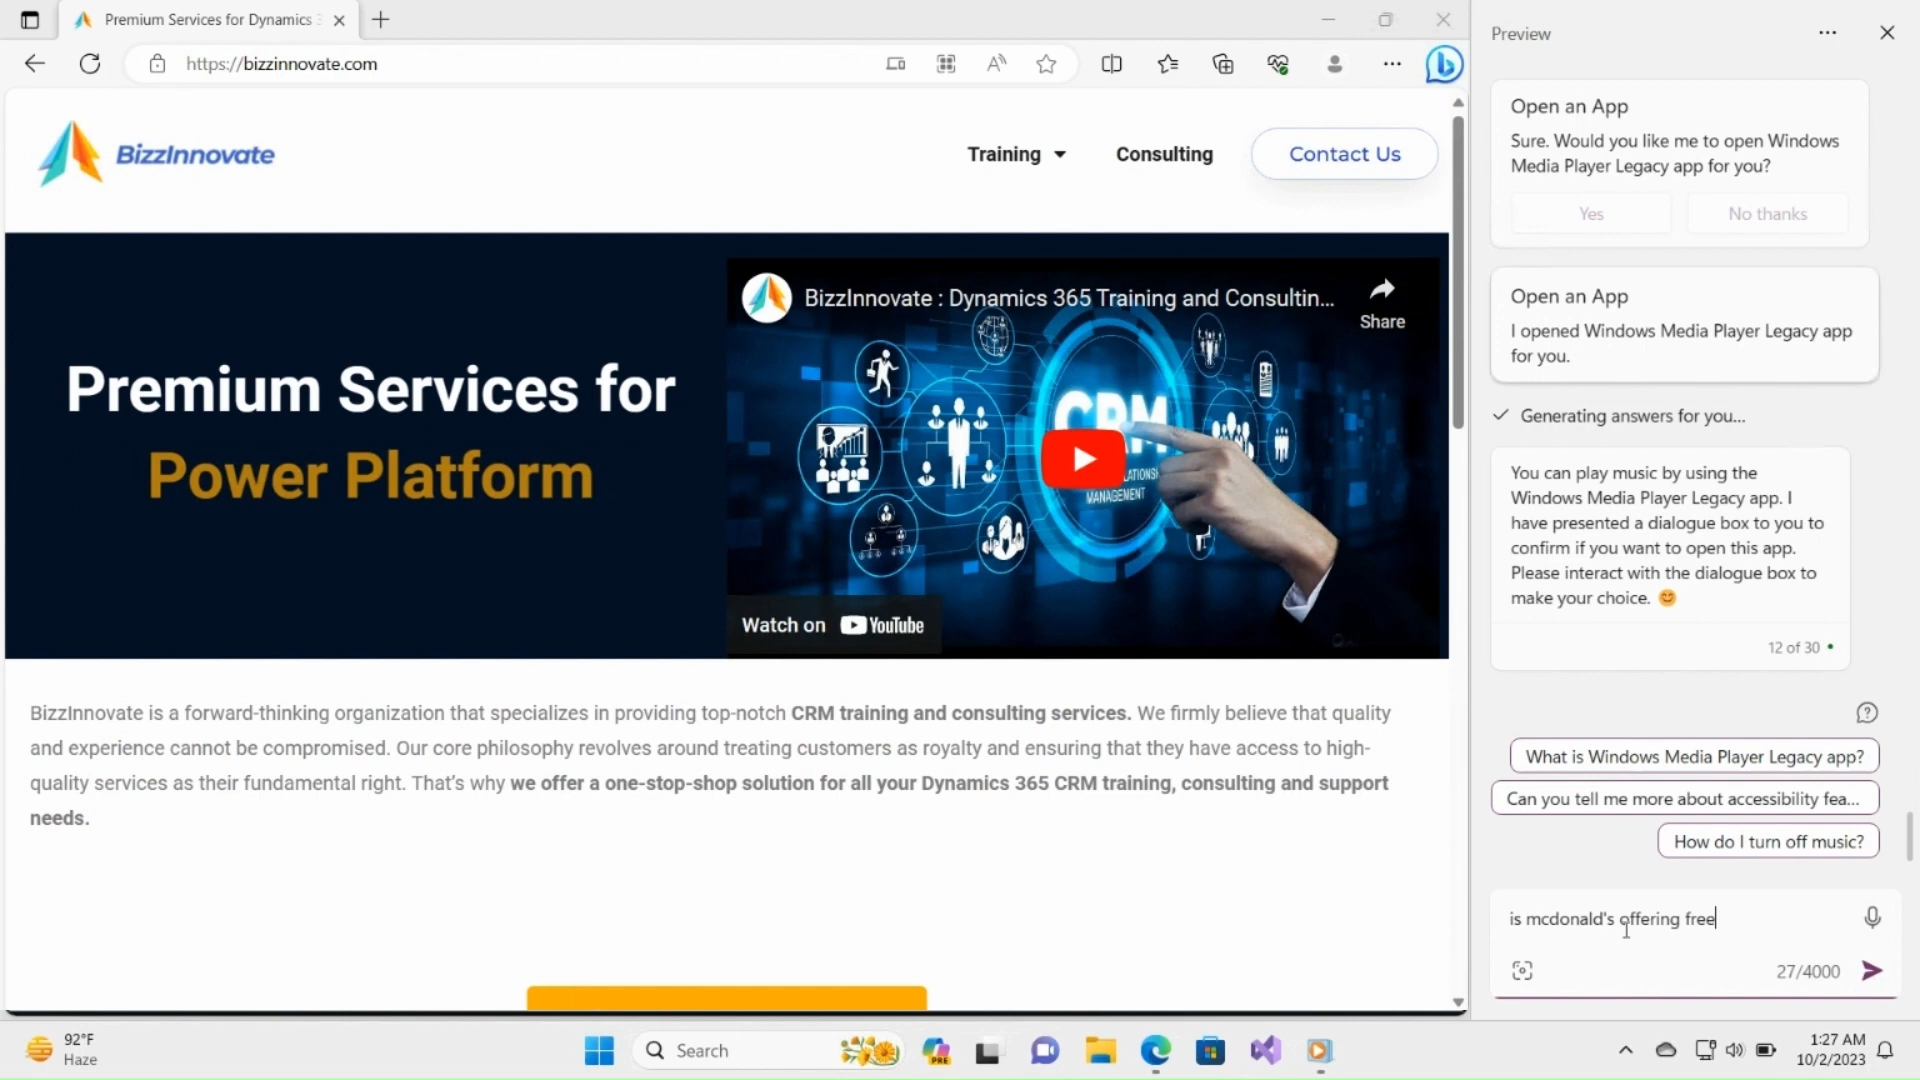 Premium Services for Dynamics 3
https://bizzinnovate.com
BizzInnovate
Training
Consulting
Contact Us
Premium Services for
Power Platform
BizzInnovate : Dynamics 365 Training and Consultin...
Share
CRM
MANAGEMENT
Watch on YouTube
BizzInnovate is a forward-thinking organization that specializes in providing top-notch CRM training and consulting services. We firmly believe that quality
and experience cannot be compromised. Our core philosophy revolves around treating customers as royalty and ensuring that they have access to high-
quality services as their fundamental right. That's why we offer a one-stop-shop solution for all your Dynamics 365 CRM training, consulting and support
needs.
Preview
Open an App
Sure. Would you like me to open Windows
Media Player Legacy app for you?
Yes
No thanks
Open an App
I opened Windows Media Player Legacy app
for you.
Generating answers for you...
You can play music by using the
Windows Media Player Legacy app. I
have presented a dialogue box to you to
confirm if you want to open this app.
Please interact with the dialogue box to
make your choice. 😊
12 of 30
What is Windows Media Player Legacy app?
Can you tell me more about accessibility fea...
How do I turn off music?
is mcdonald's offering free
27/4000
92°F
Haze
Search
PRE
1:27 AM
10/2/2023